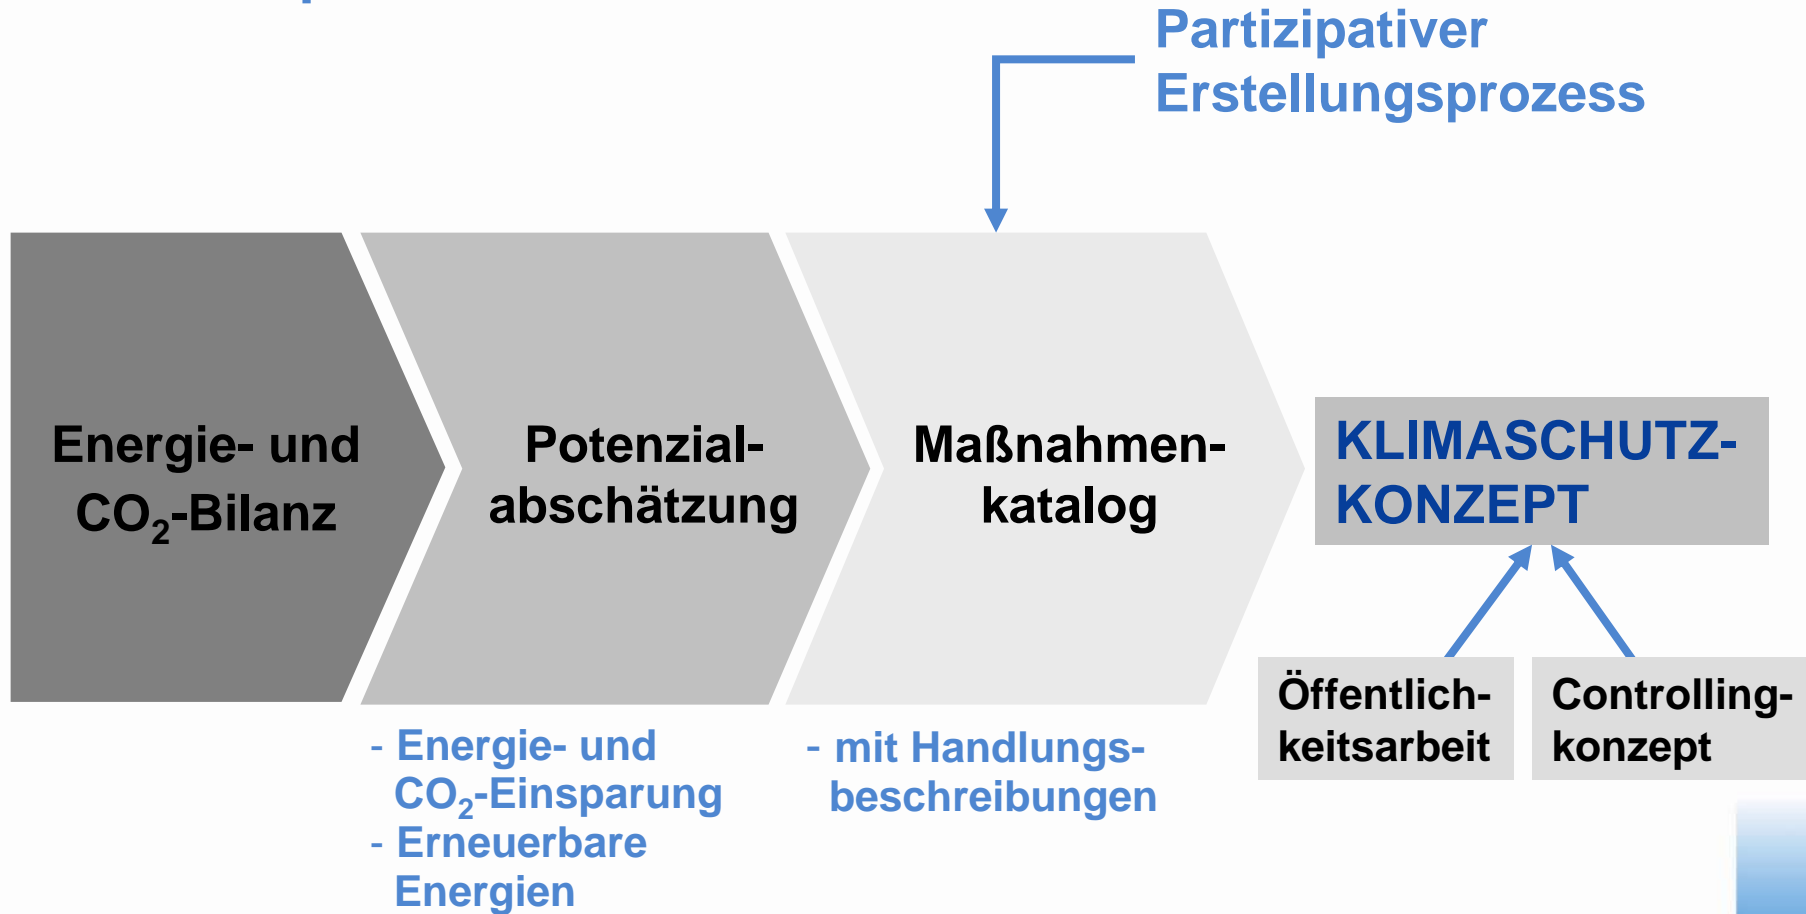 Partizipativer
Erstellungsprozess
Energie- und
CO₂-Bilanz
Potenzial-
abschätzung
Maßnahmen-
katalog
KLIMASCHUTZ-
KONZEPT
- Energie- und
CO₂-Einsparung
- Erneuerbare
Energien
- mit Handlungs-
beschreibungen
Öffentlich-
keitsarbeit
Controlling-
konzept